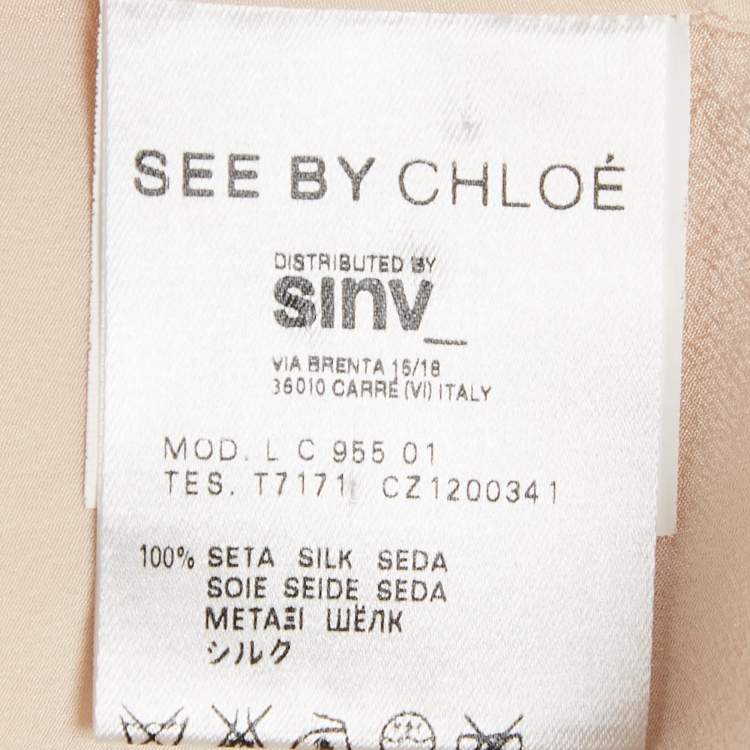 SEE BY CHLOÉ
DISTRIBUTED BY
sinv_
VIA BRENTA 16/18
36010 CARRÉ (VI) ITALY
MOD. L C 955 01
TES. T7171 CZ1200341
100% SETA SILK SEDA
SOIE SEIDE SEDA
ΜΕΤΑΞΙ ШЁЛК
シルク